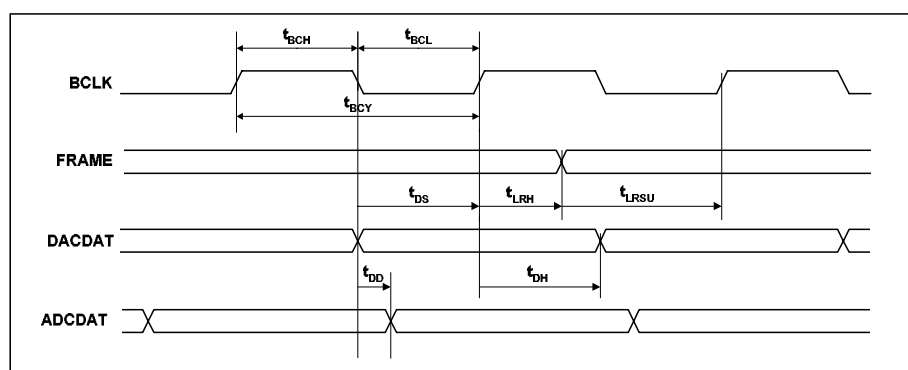 tBCH tBCL
BCLK
tBCY
FRAME
tDS tLRH tLRSU
DACDAT
tDD tDH
ADCDAT